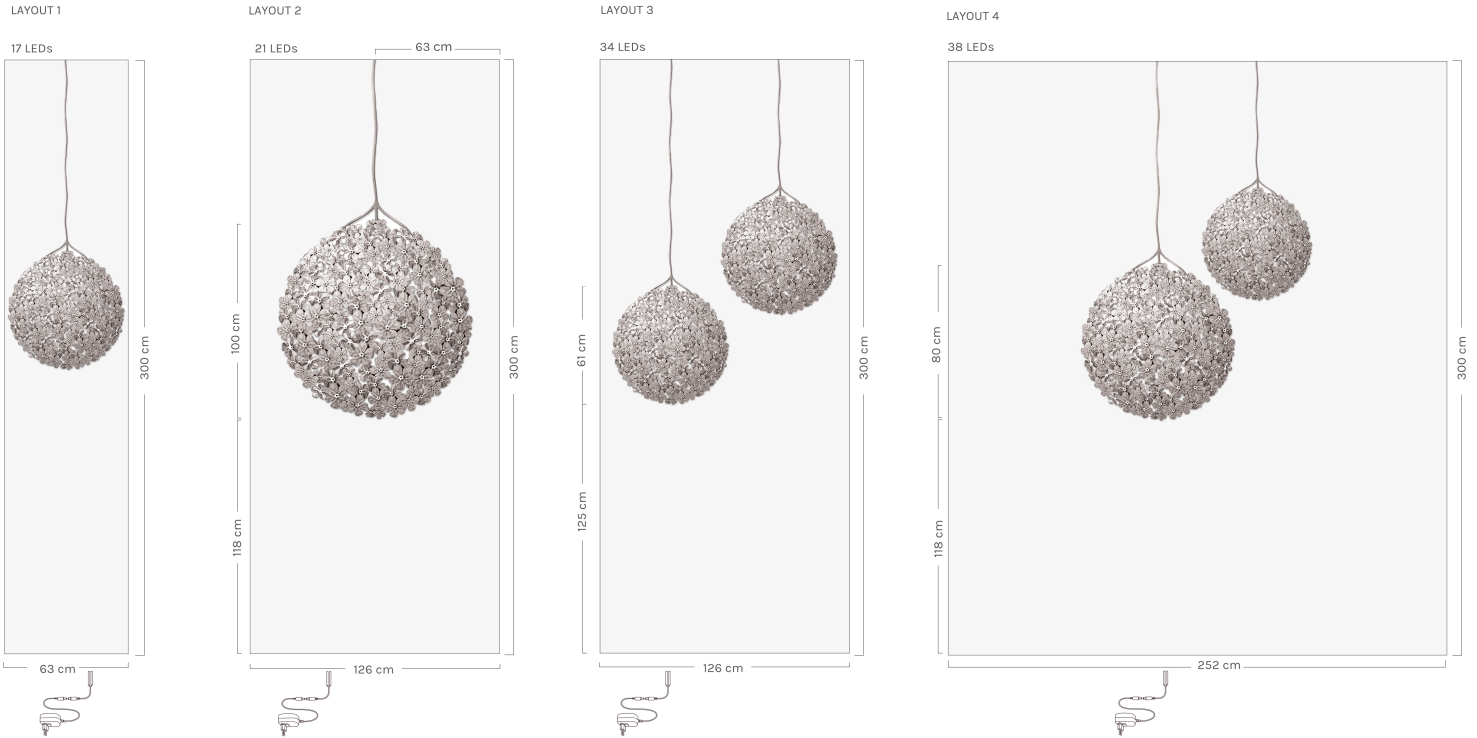 LAYOUT 1
17 LEDs
300 cm
63 cm
LAYOUT 2
21 LEDs
63 cm
100 cm
118 cm
300 cm
126 cm
LAYOUT 3
34 LEDs
61 cm
125 cm
300 cm
126 cm
LAYOUT 4
38 LEDs
80 cm
118 cm
300 cm
252 cm